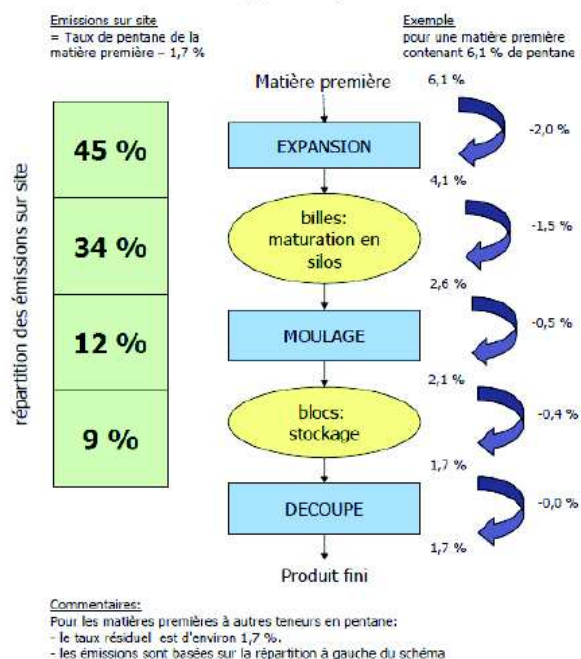 Emissions sur site
= Taux de pentane de la
matière première – 1,7 %
Exemple
pour une matière première
contenant 6,1 % de pentane
répartition des émissions sur site
45 %
34 %
12 %
9 %
Matière première
6,1 %
EXPANSION
-2,0 %
4,1 %
billes:
maturation en
silos
-1,5 %
2,6 %
MOULAGE
-0,5 %
2,1 %
blocs:
stockage
-0,4 %
1,7 %
DECOUPE
-0,0 %
1,7 %
Produit fini
Commentaires:
Pour les matières premières à autres teneurs en pentane:
- le taux résiduel est d'environ 1,7 %.
- les émissions sont basées sur la répartition à gauche du schéma